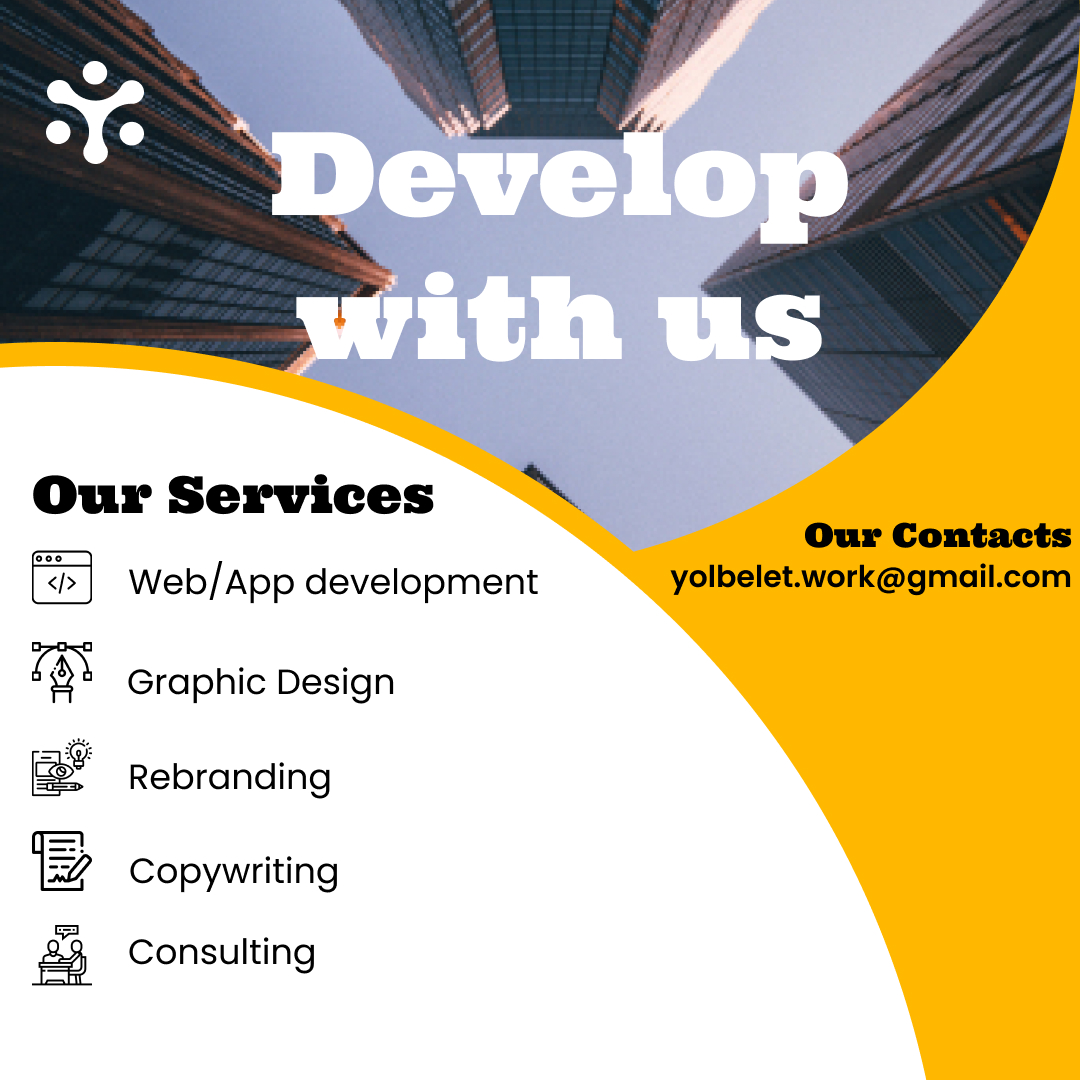 Develop
with us
Our Services
Web/App development
Graphic Design
Rebranding
Copywriting
Consulting
Our Contacts
yolbelet.work@gmail.com